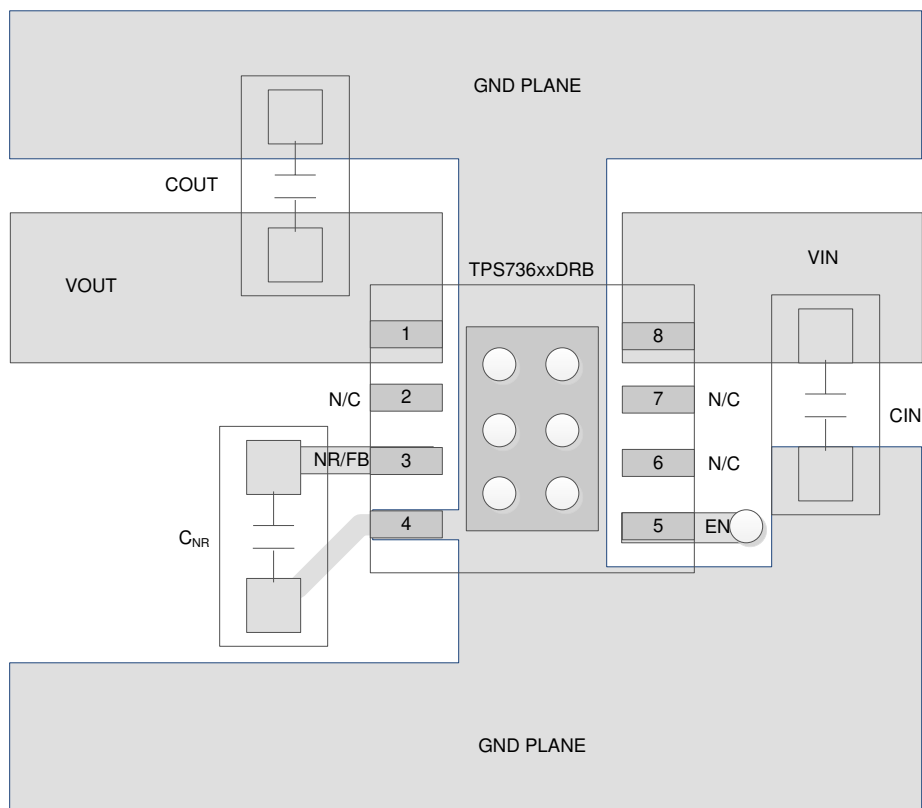 GND PLANE
COUT
TPS736xxDRB
VIN
VOUT
1
8
N/C
2
7
N/C
CIN
NR/FB
3
6
N/C
CNR
4
5
EN
GND PLANE